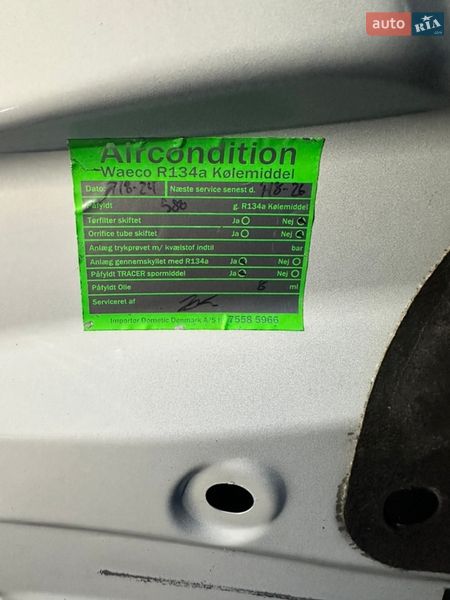 auto RIA .com
Aircondition
Waeco R134a Kølemiddel
Dato: 7/8-24 Næste service senest d. 7/8-26
Påfyldt 580 g. R134a Kølemiddel
Tørfilter skiftet Ja Nej
Orrifice tube skiftet Ja Nej
Anlæg trykprøvet m/ kvælstof indtil bar
Anlæg gennemskyllet med R134a Ja Nej
Påfyldt TRACER spormiddel Ja Nej
Påfyldt Olie 6 ml
Serviceret af
Importør Dometic Denmark A/S 7558 5966